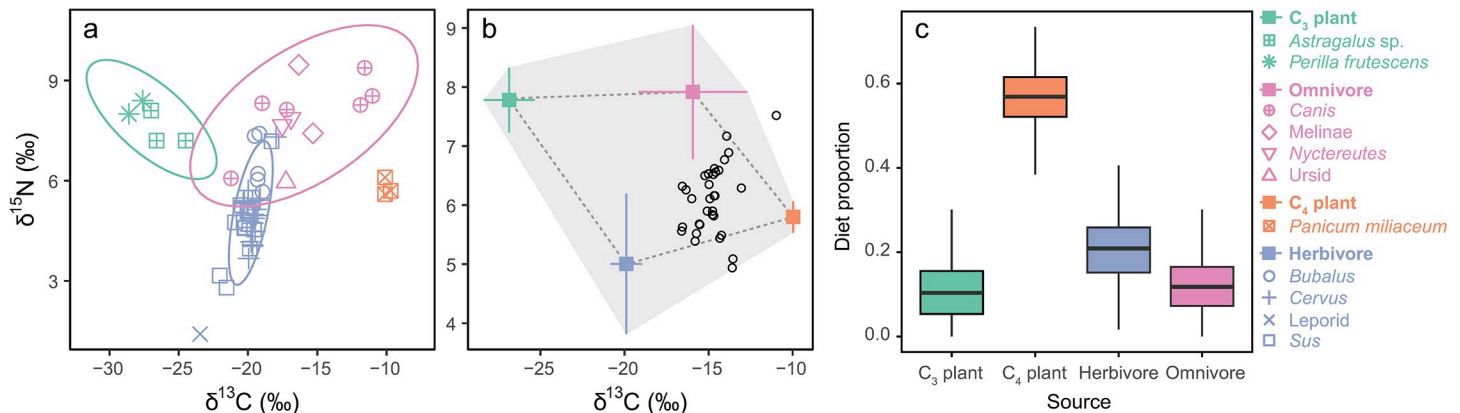 a
9
6
3
δ¹⁵N (‰)
−30 −25 −20 −15 −10
δ¹³C (‰)
b
9
8
7
6
5
4
−25 −20 −15 −10
δ¹³C (‰)
c
0.6
0.4
0.2
0.0
Diet proportion
C₃ plant C₄ plant Herbivore Omnivore
Source
C₃ plant
Astragalus sp.
Perilla frutescens
Omnivore
Canis
Melinae
Nyctereutes
Ursid
C₄ plant
Panicum miliaceum
Herbivore
Bubalus
Cervus
Leporid
Sus